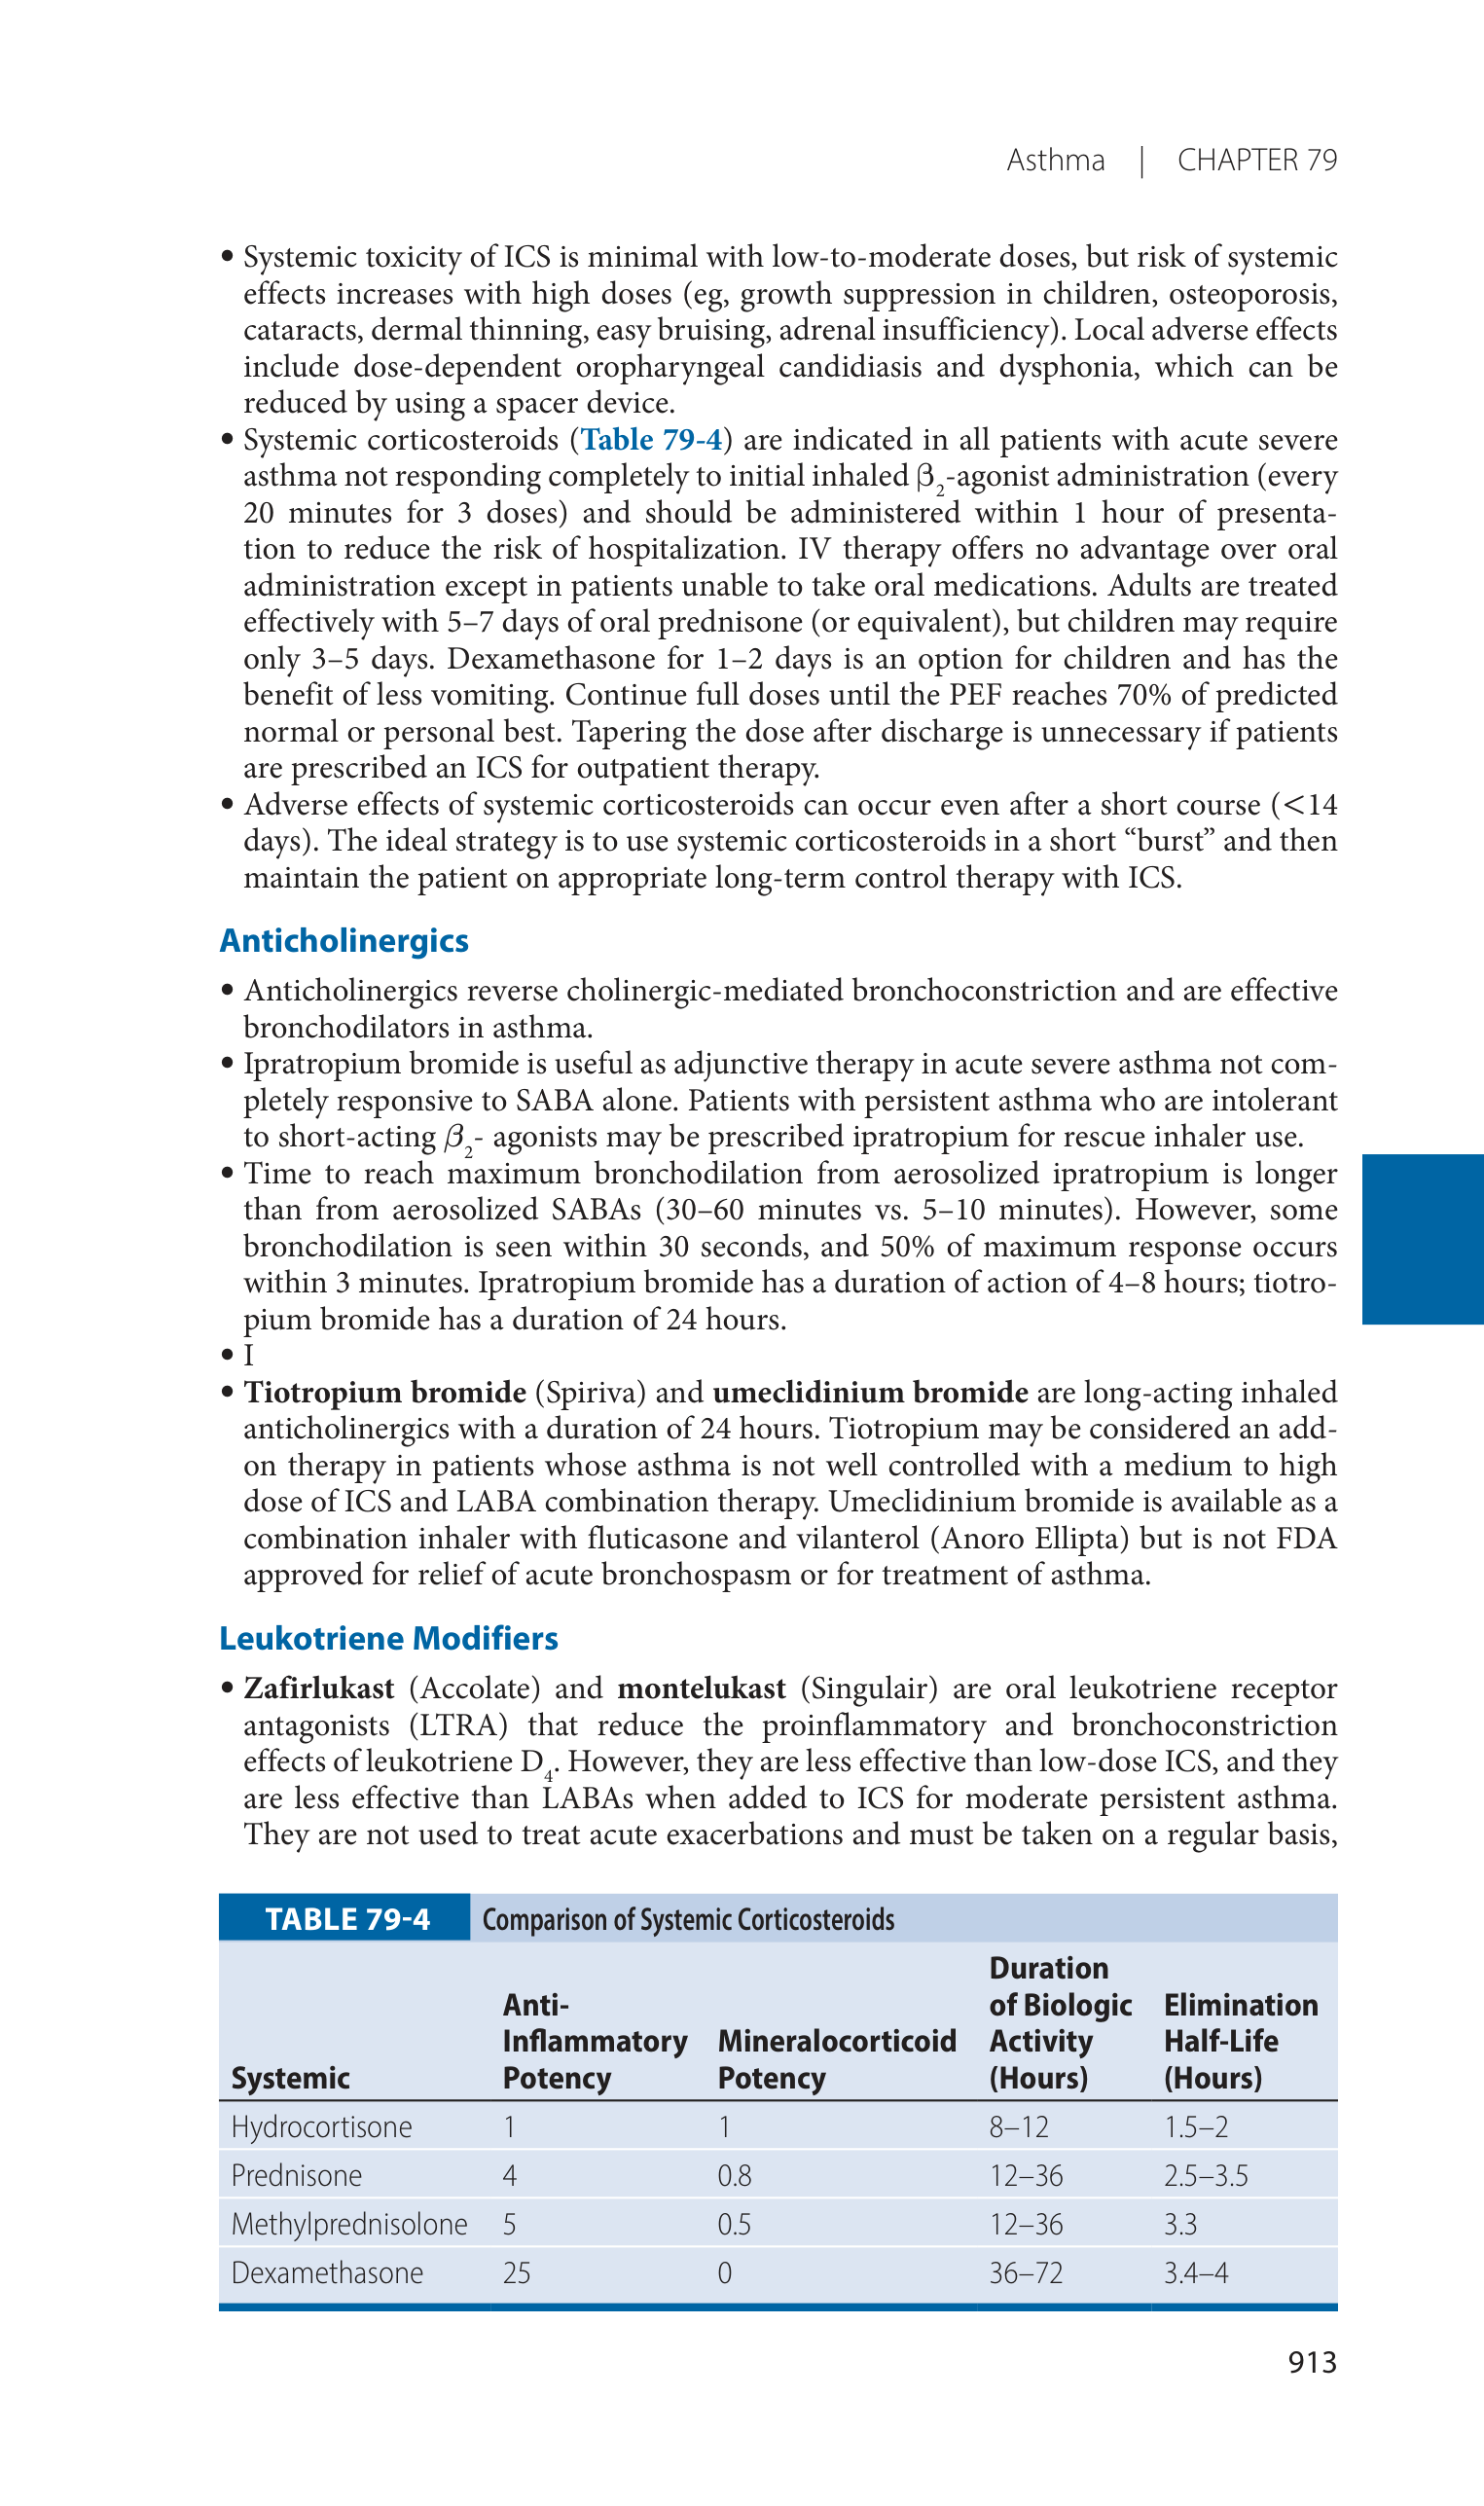 Asthma | CHAPTER 79
• Systemic toxicity of ICS is minimal with low-to-moderate doses, but risk of systemic
effects increases with high doses (eg, growth suppression in children, osteoporosis,
cataracts, dermal thinning, easy bruising, adrenal insufficiency). Local adverse effects
include dose-dependent oropharyngeal candidiasis and dysphonia, which can be
reduced by using a spacer device.
• Systemic corticosteroids (Table 79-4) are indicated in all patients with acute severe
asthma not responding completely to initial inhaled β₂-agonist administration (every
20 minutes for 3 doses) and should be administered within 1 hour of presenta-
tion to reduce the risk of hospitalization. IV therapy offers no advantage over oral
administration except in patients unable to take oral medications. Adults are treated
effectively with 5–7 days of oral prednisone (or equivalent), but children may require
only 3–5 days. Dexamethasone for 1–2 days is an option for children and has the
benefit of less vomiting. Continue full doses until the PEF reaches 70% of predicted
normal or personal best. Tapering the dose after discharge is unnecessary if patients
are prescribed an ICS for outpatient therapy.
• Adverse effects of systemic corticosteroids can occur even after a short course (<14
days). The ideal strategy is to use systemic corticosteroids in a short “burst” and then
maintain the patient on appropriate long-term control therapy with ICS.
Anticholinergics
• Anticholinergics reverse cholinergic-mediated bronchoconstriction and are effective
bronchodilators in asthma.
• Ipratropium bromide is useful as adjunctive therapy in acute severe asthma not com-
pletely responsive to SABA alone. Patients with persistent asthma who are intolerant
to short-acting β₂- agonists may be prescribed ipratropium for rescue inhaler use.
• Time to reach maximum bronchodilation from aerosolized ipratropium is longer
than from aerosolized SABAs (30–60 minutes vs. 5–10 minutes). However, some
bronchodilation is seen within 30 seconds, and 50% of maximum response occurs
within 3 minutes. Ipratropium bromide has a duration of action of 4–8 hours; tiotro-
pium bromide has a duration of 24 hours.
• I
• Tiotropium bromide (Spiriva) and umeclidinium bromide are long-acting inhaled
anticholinergics with a duration of 24 hours. Tiotropium may be considered an add-
on therapy in patients whose asthma is not well controlled with a medium to high
dose of ICS and LABA combination therapy. Umeclidinium bromide is available as a
combination inhaler with fluticasone and vilanterol (Anoro Ellipta) but is not FDA
approved for relief of acute bronchospasm or for treatment of asthma.
Leukotriene Modifiers
• Zafirlukast (Accolate) and montelukast (Singulair) are oral leukotriene receptor
antagonists (LTRA) that reduce the proinflammatory and bronchoconstriction
effects of leukotriene D₄. However, they are less effective than low-dose ICS, and they
are less effective than LABAs when added to ICS for moderate persistent asthma.
They are not used to treat acute exacerbations and must be taken on a regular basis,
TABLE 79-4 Comparison of Systemic Corticosteroids
Duration
Anti- of Biologic Elimination
Inflammatory Mineralocorticoid Activity Half-Life
Systemic Potency Potency (Hours) (Hours)
Hydrocortisone 1 1 8–12 1.5–2
Prednisone 4 0.8 12–36 2.5–3.5
Methylprednisolone 5 0.5 12–36 3.3
Dexamethasone 25 0 36–72 3.4–4
913